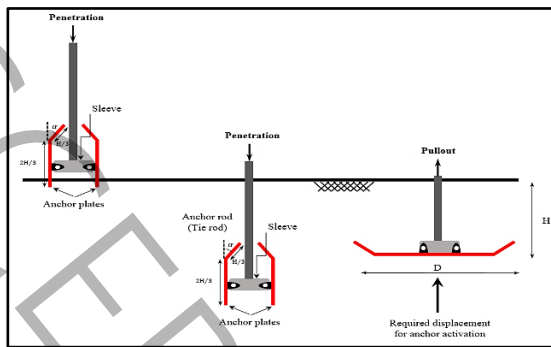 Penetration
Sleeve
α
H/3
2H/3
Anchor plates
Penetration
Anchor rod
(Tie rod)
Sleeve
α
H/3
2H/3
Anchor plates
Pullout
H
D
Required displacement
for anchor activation